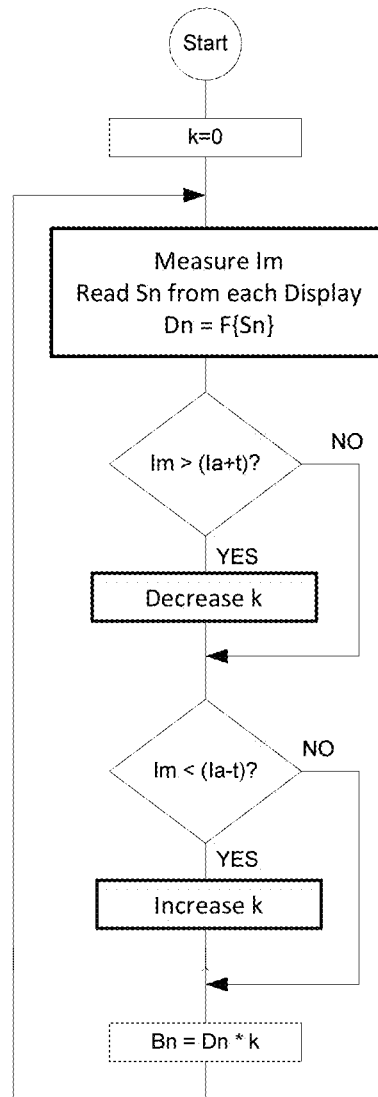 Start
k=0
Measure Im
Read Sn from each Display
Dn = F{Sn}
Im > (Ia+t)?
NO
YES
Decrease k
Im < (Ia-t)?
NO
YES
Increase k
Bn = Dn * k